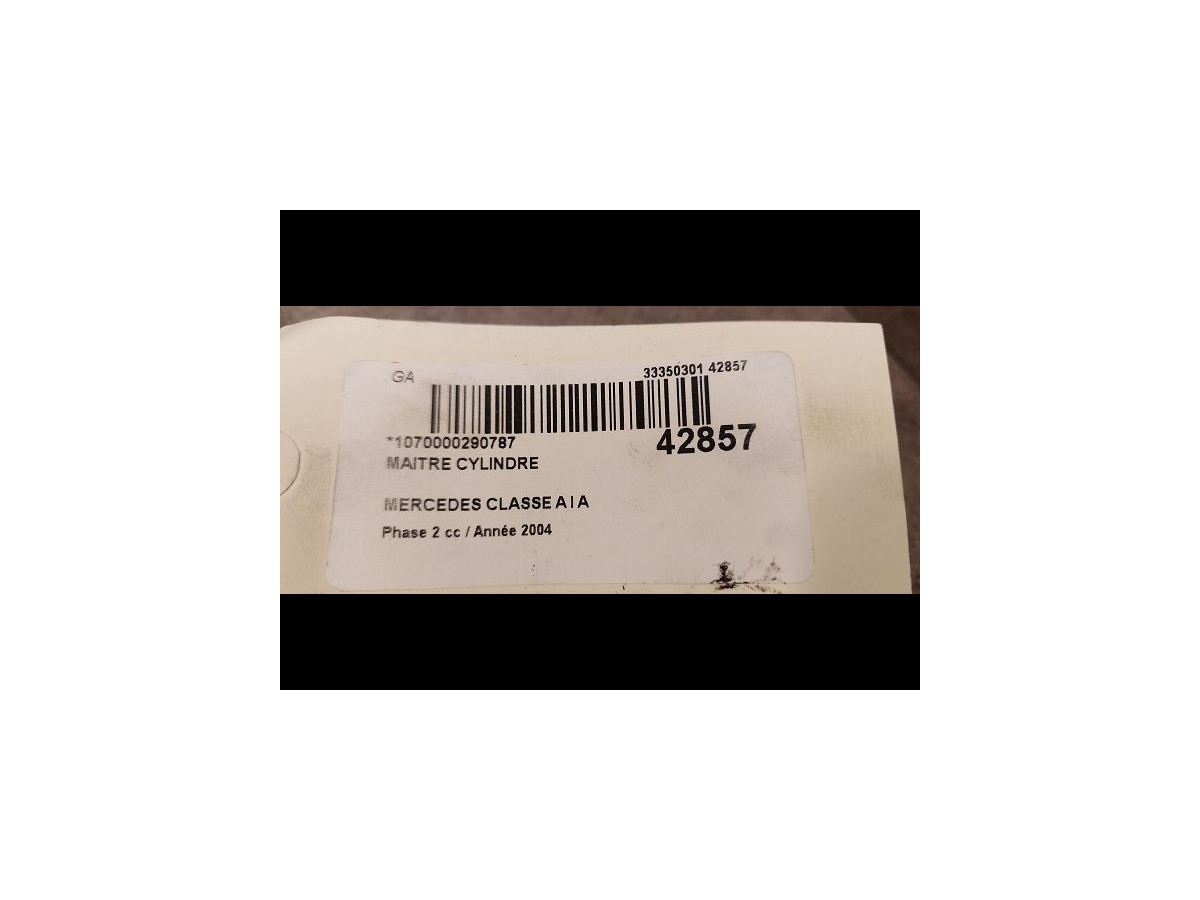 GA
33350301 42857
*1070000290787
42857
MAITRE CYLINDRE
MERCEDES CLASSE A I A
Phase 2 cc / Année 2004